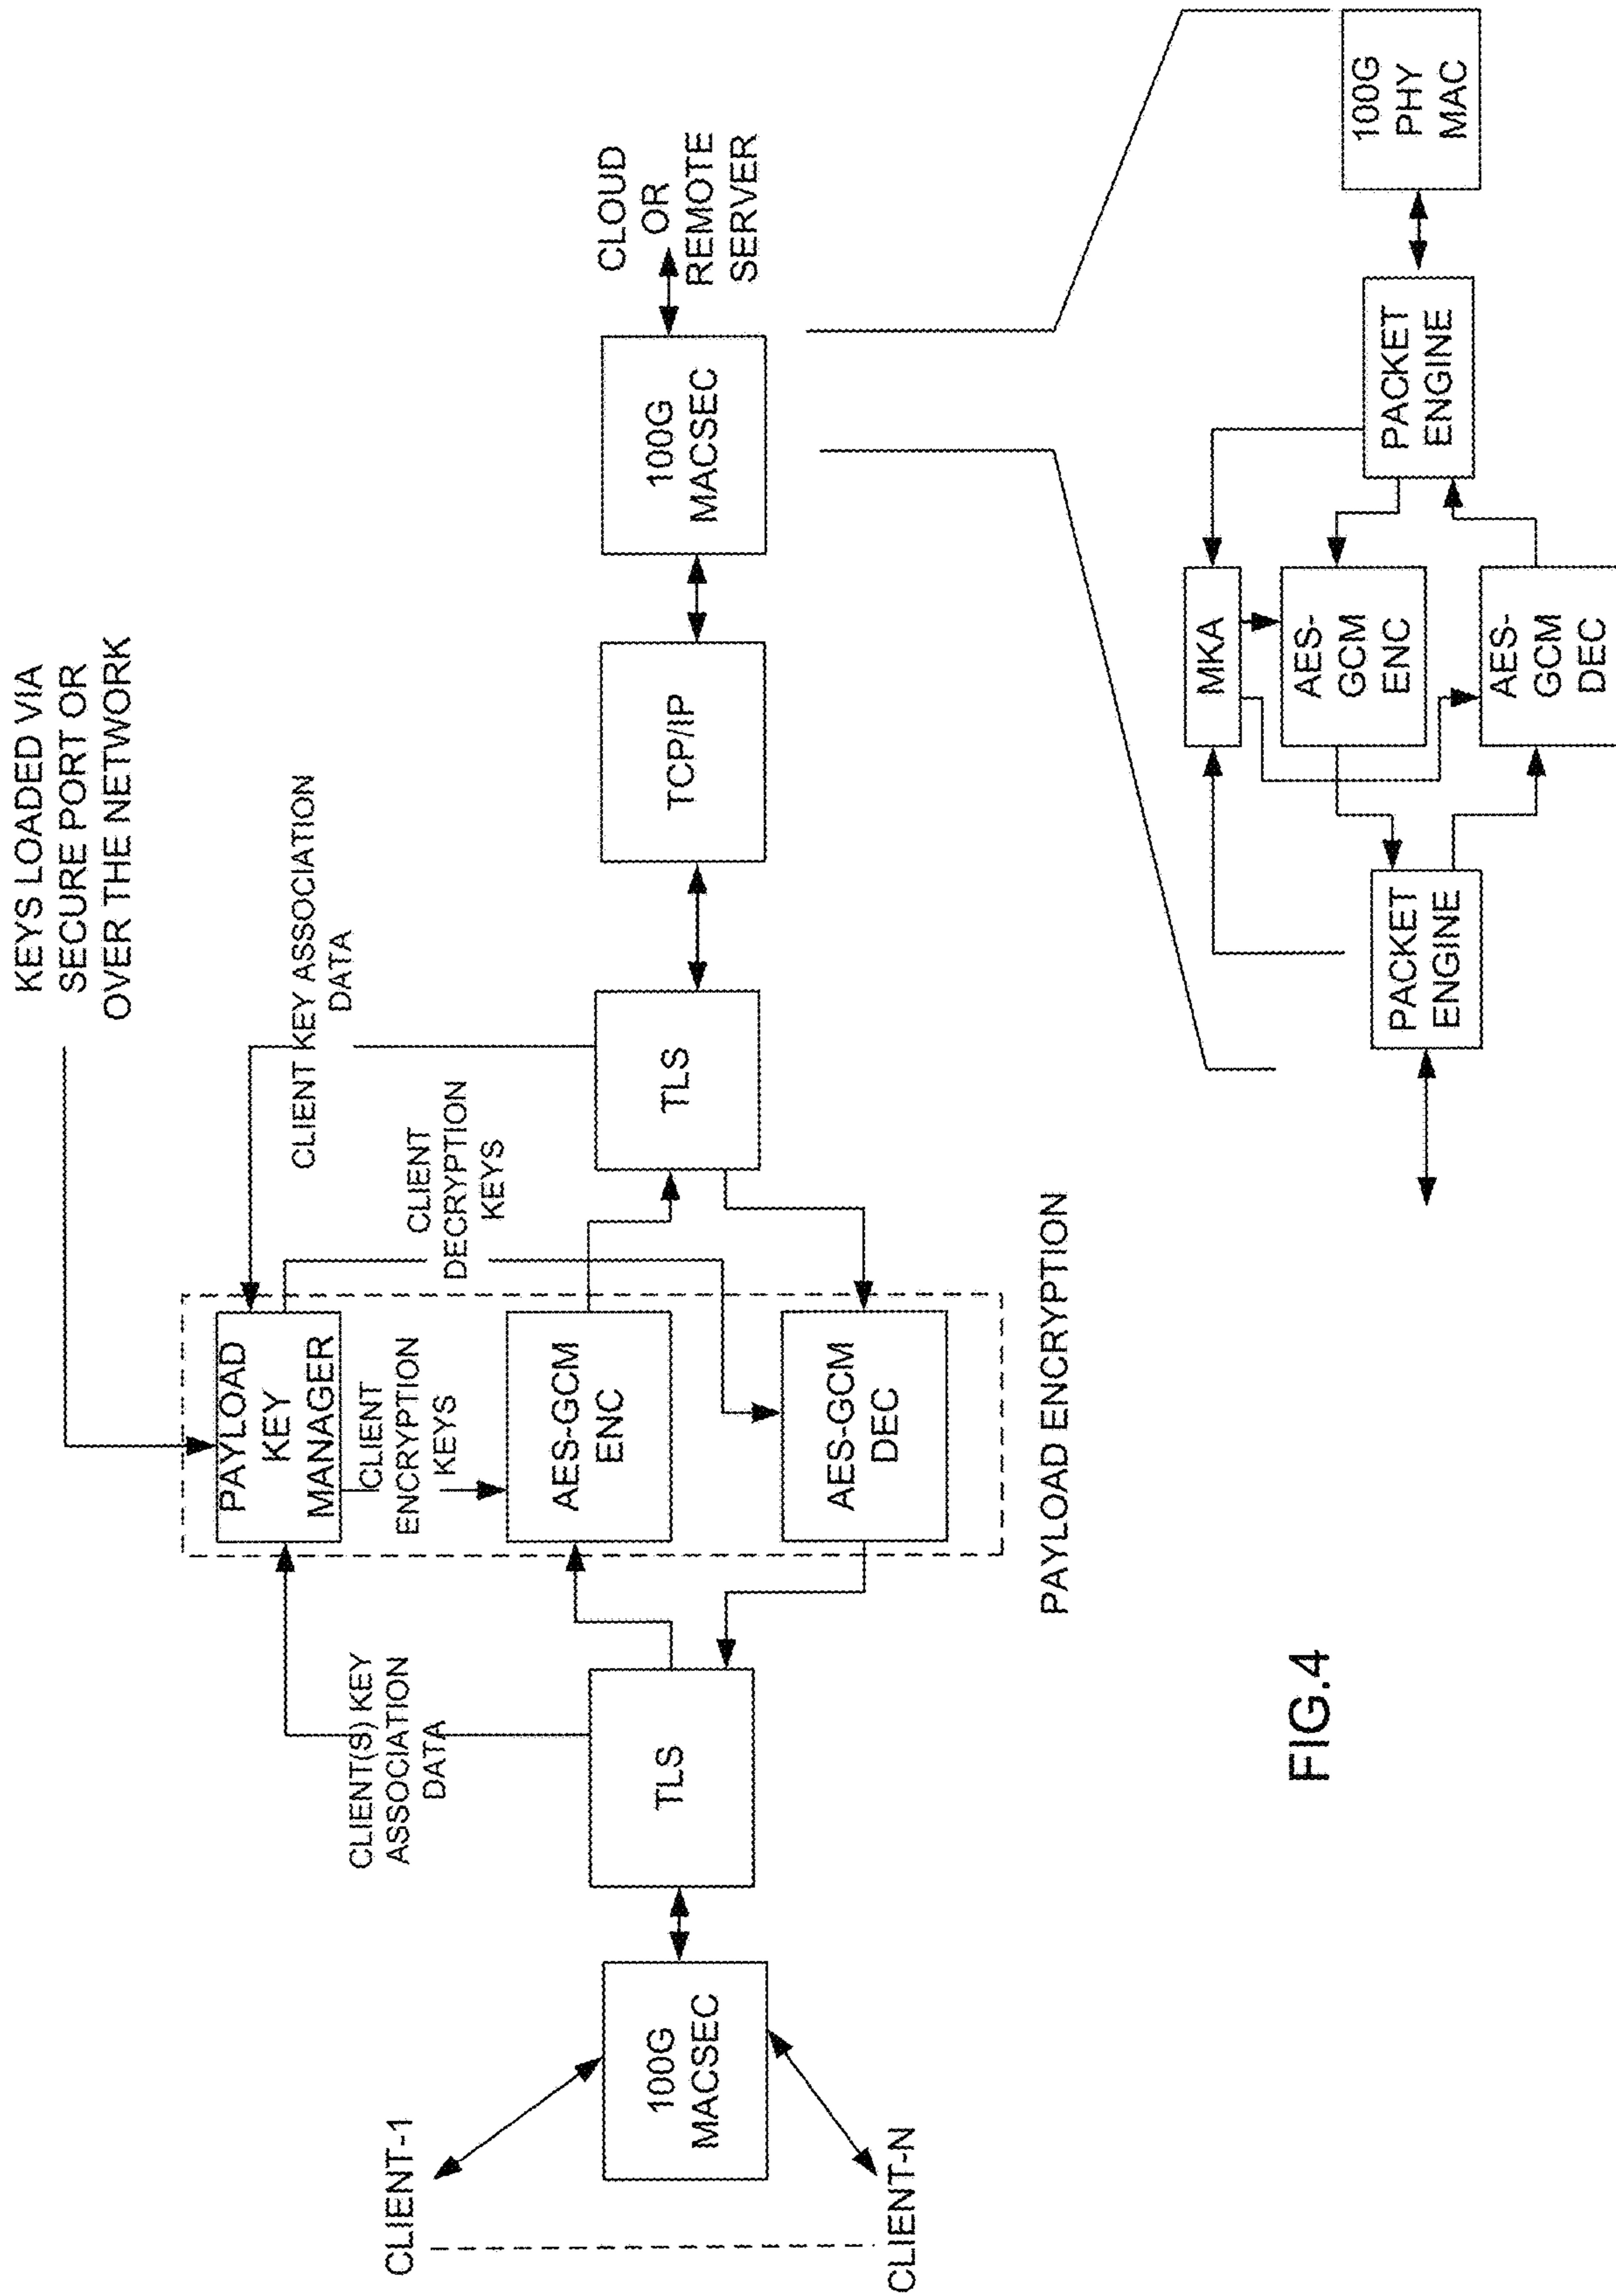 KEYS LOADED VIA
SECURE PORT OR
OVER THE NETWORK
CLIENT KEY ASSOCIATION
DATA
CLIENT(S) KEY
ASSOCIATION
DATA
PAYLOAD
KEY
MANAGER
CLIENT
ENCRYPTION
KEYS
CLIENT
DECRYPTION
KEYS
CLIENT-1
CLIENT-N
100G
MACSEC
TLS
AES-GCM
ENC
AES-GCM
DEC
TLS
TCP/IP
100G
MACSEC
CLOUD
OR
REMOTE
SERVER
PAYLOAD ENCRYPTION
PACKET
ENGINE
MKA
AES-
GCM
ENC
AES-
GCM
DEC
PACKET
ENGINE
100G
PHY
MAC
FIG.4